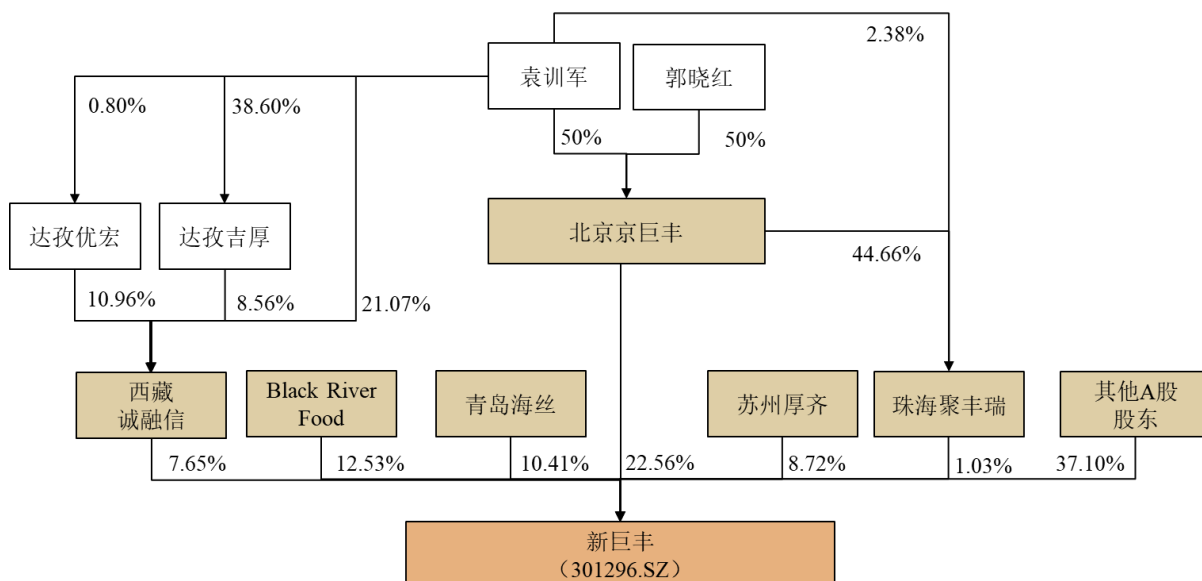 2.38%
袁训军
郭晓红
0.80%
38.60%
50%
50%
达孜优宏
达孜吉厚
北京京巨丰
44.66%
10.96%
8.56%
21.07%
西藏
诚融信
Black River
Food
青岛海丝
苏州厚齐
珠海聚丰瑞
其他A股
股东
7.65%
12.53%
10.41%
22.56%
8.72%
1.03%
37.10%
新巨丰
（301296.SZ）